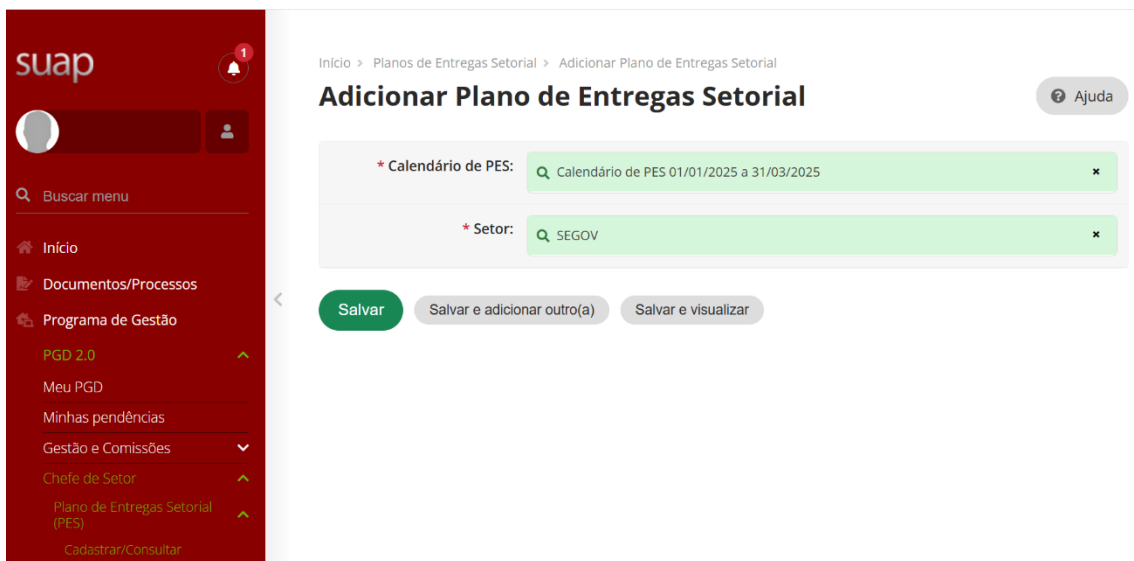 suap
1
Buscar menu
Início
Documentos/Processos
Programa de Gestão
PGD 2.0
Meu PGD
Minhas pendências
Gestão e Comissões
Chefe de Setor
Plano de Entregas Setorial
(PES)
Cadastrar/Consultar
Início > Planos de Entregas Setorial > Adicionar Plano de Entregas Setorial
Adicionar Plano de Entregas Setorial
Ajuda
* Calendário de PES: Calendário de PES 01/01/2025 a 31/03/2025
* Setor: SEGOV
Salvar Salvar e adicionar outro(a) Salvar e visualizar